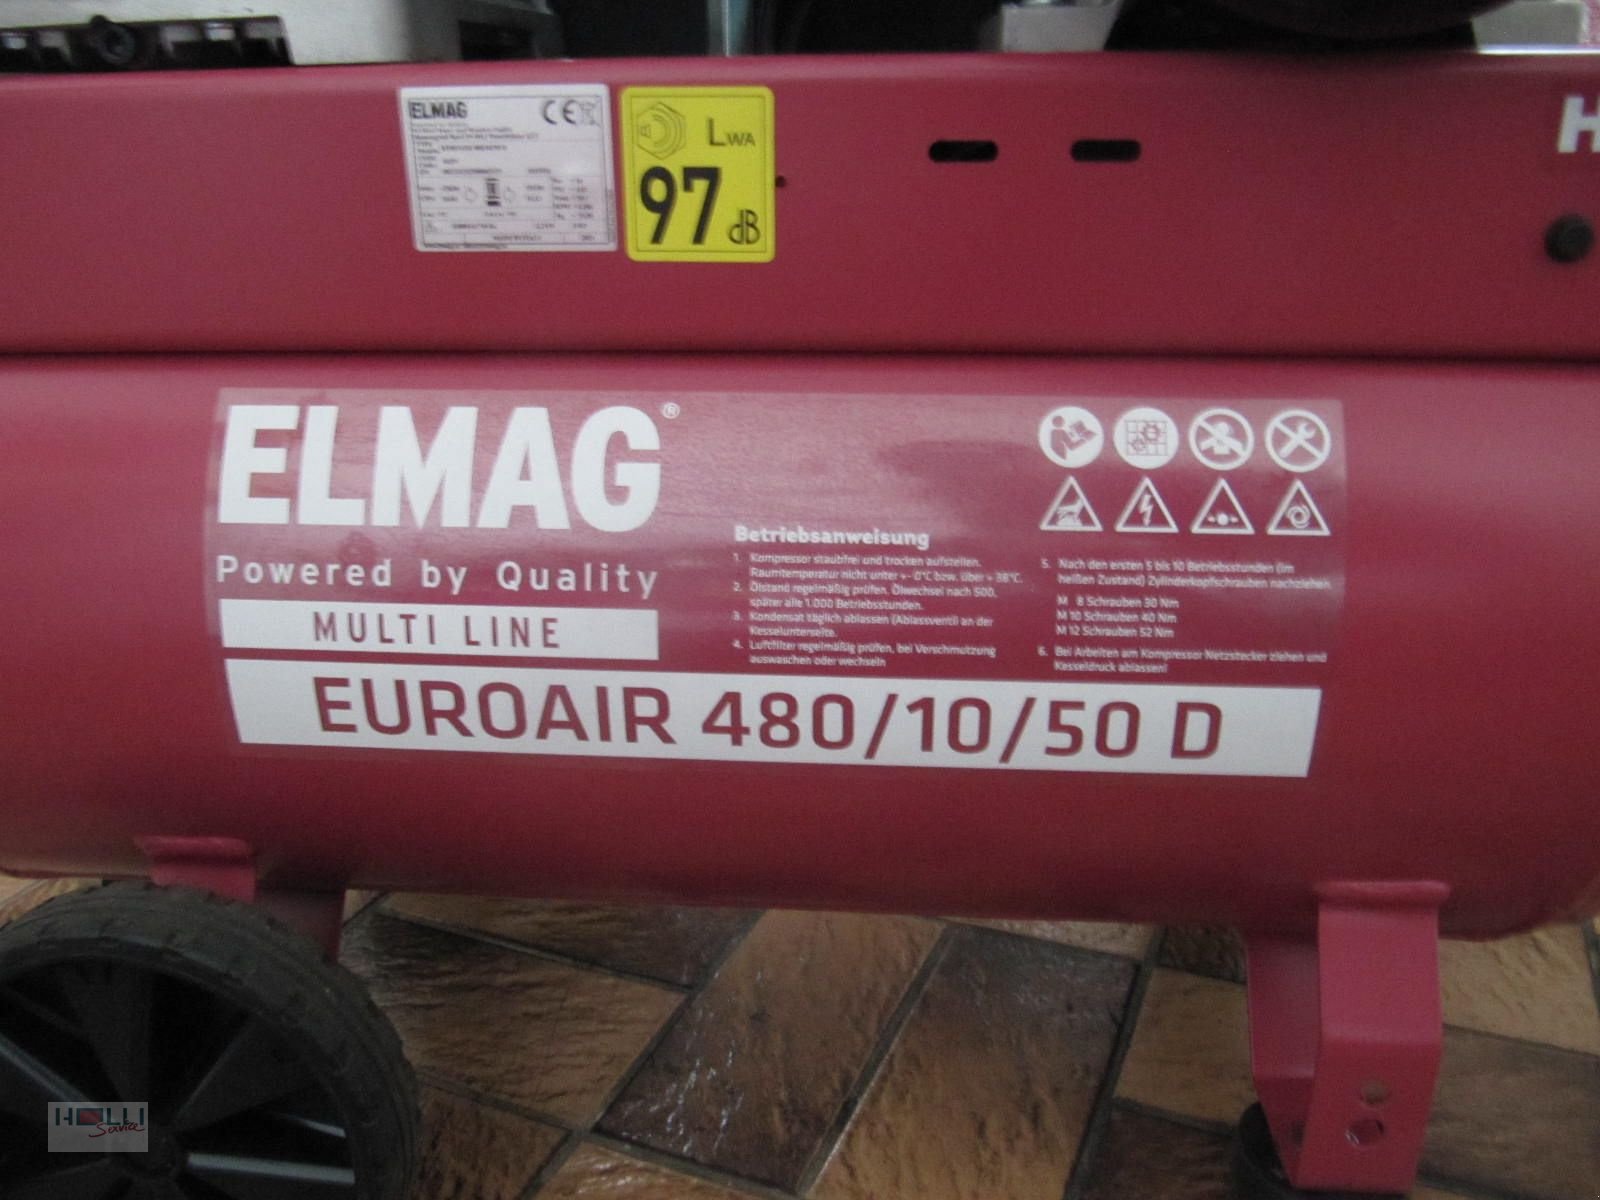 ELMAG CE
LWA
97 dB
H
ELMAG®
Powered by Quality
MULTI LINE
EUROAIR 480/10/50 D
Betriebsanweisung
1. Kompressor staubfrei und trocken aufstellen.
Raumtemperatur nicht unter +- 0°C bzw. über + 38°C.
2. Ölstand regelmäßig prüfen. Ölwechsel nach 500,
später alle 1.000 Betriebsstunden.
3. Kondensat täglich ablassen (Ablassventil an der
Kesselunterseite.
4. Luftfilter regelmäßig prüfen, bei Verschmutzung
auswaschen oder wechseln
5. Nach den ersten 5 bis 10 Betriebsstunden (im
heißen Zustand) Zylinderkopfschrauben nachziehen
M 8 Schrauben 30 Nm
M 10 Schrauben 40 Nm
M 12 Schrauben 52 Nm
6. Bei Arbeiten am Kompressor Netzstecker ziehen und
Kesseldruck ablassen!
HOLLI
Service